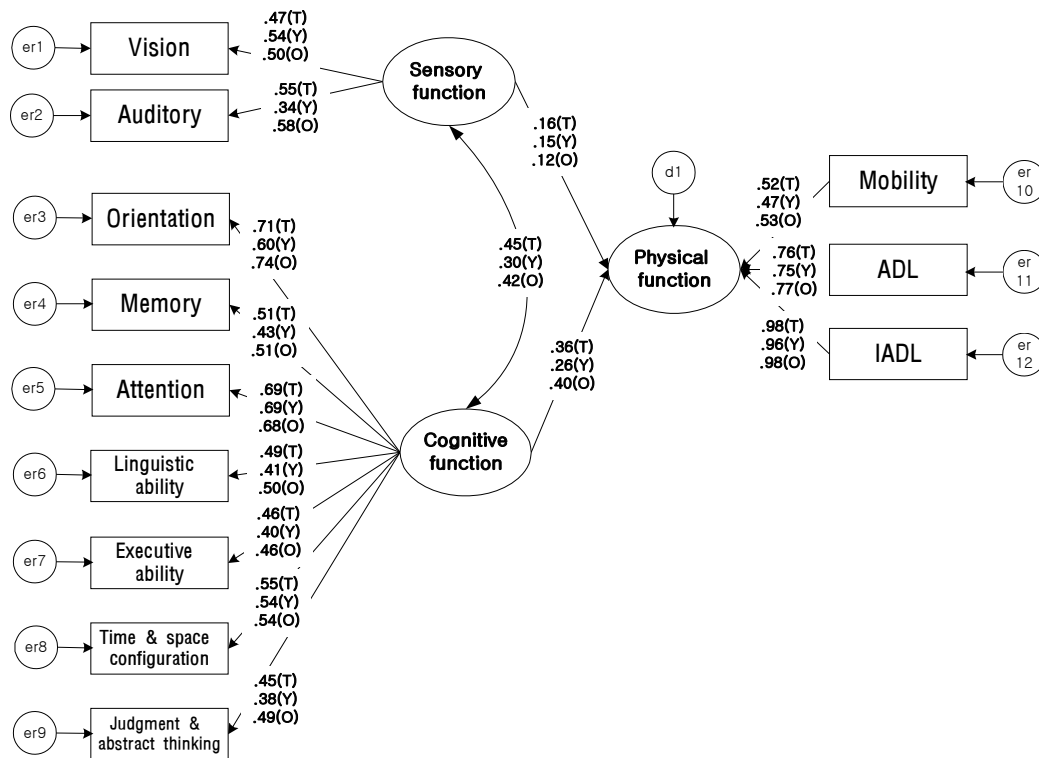 er1
Vision
.47(T)
.54(Y)
.50(O)
er2
Auditory
.55(T)
.34(Y)
.58(O)
Sensory
function
.16(T)
.15(Y)
.12(O)
er3
Orientation
.71(T)
.60(Y)
.74(O)
er4
Memory
.51(T)
.43(Y)
.51(O)
er5
Attention
.69(T)
.69(Y)
.68(O)
er6
Linguistic
ability
.49(T)
.41(Y)
.50(O)
er7
Executive
ability
.46(T)
.40(Y)
.46(O)
er8
Time & space
configuration
.55(T)
.54(Y)
.54(O)
er9
Judgment &
abstract thinking
.45(T)
.38(Y)
.49(O)
.45(T)
.30(Y)
.42(O)
Cognitive
function
.36(T)
.26(Y)
.40(O)
d1
Physical
function
.52(T)
.47(Y)
.53(O)
Mobility
er
10
.76(T)
.75(Y)
.77(O)
ADL
er
11
.98(T)
.96(Y)
.98(O)
IADL
er
12